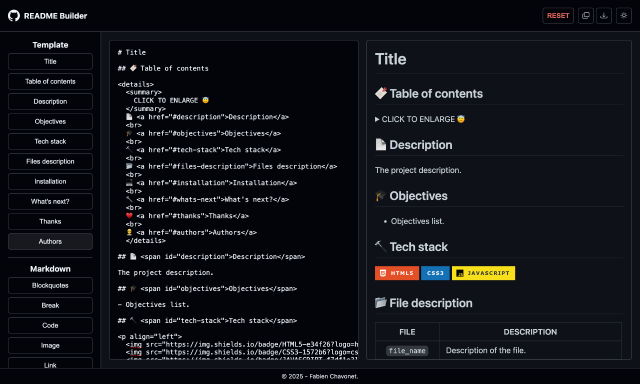 README Builder
RESET
Template
Title
Table of contents
Description
Objectives
Tech stack
Files description
Installation
What's next?
Thanks
Authors
Markdown
Blockquotes
Break
Code
Image
Link
# Title
## Table of contents
<details>
<summary>
CLICK TO ENLARGE 😇
</summary>
📄 <a href="#description">Description</a>
<br>
🎓 <a href="#objectives">Objectives</a>
<br>
🔨 <a href="#tech-stack">Tech stack</a>
<br>
📂 <a href="#files-description">Files description</a>
<br>
💻 <a href="#installation">Installation</a>
<br>
🔧 <a href="#whats-next">What's next?</a>
<br>
♥️ <a href="#thanks">Thanks</a>
<br>
👷 <a href="#authors">Authors</a>
</details>
## 📄 <span id="description">Description</span>
The project description.
## 🎓 <span id="objectives">Objectives</span>
- Objectives list.
## 🔨 <span id="tech-stack">Tech stack</span>
<p align="left">
<img src="https://img.shields.io/badge/HTML5-e34f26?logo=h
<img src="https://img.shields.io/badge/CSS3-1572b6?logo=cs
Title
Table of contents
CLICK TO ENLARGE 😇
Description
The project description.
Objectives
• Objectives list.
Tech stack
HTML5 CSS3 JAVASCRIPT
File description
FILE DESCRIPTION
file_name Description of the file.
© 2025 - Fabien Chavonet.